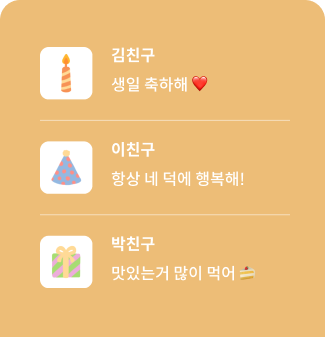 김친구
생일 축하해 ❤️
이친구
항상 네 덕에 행복해!
박친구
맛있는거 많이 먹어 🍰